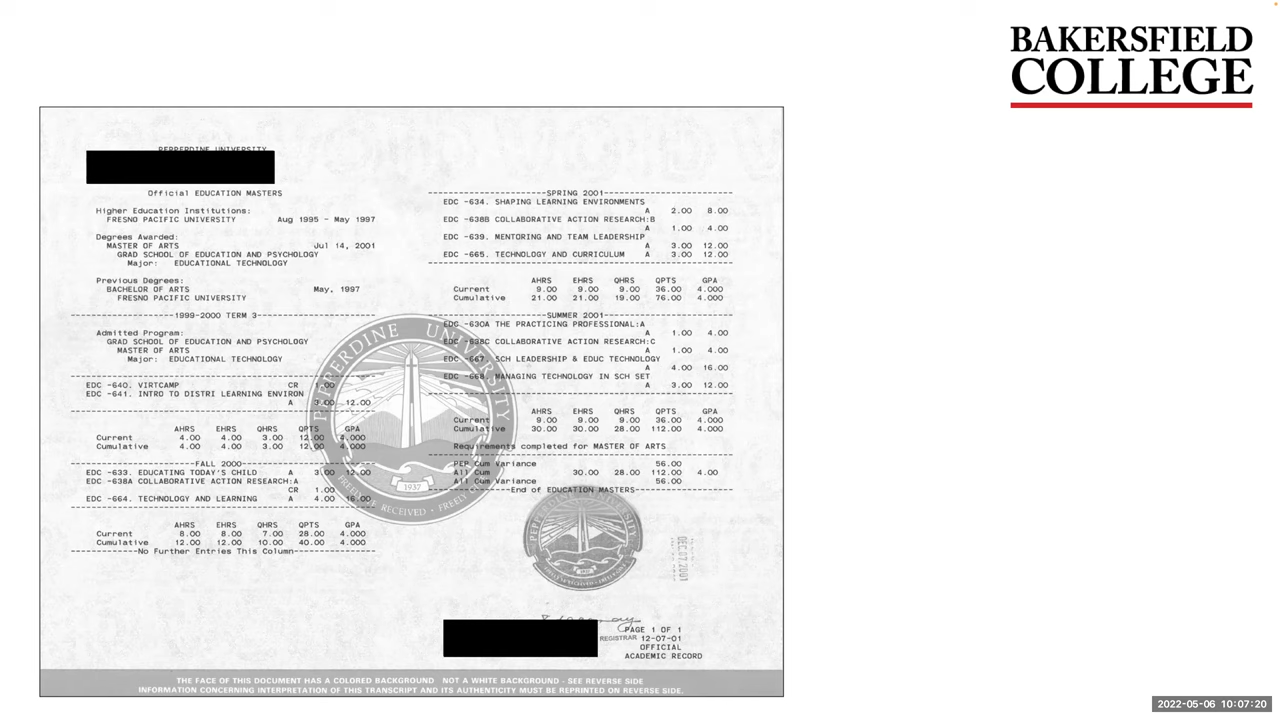 BAKERSFIELD
COLLEGE
PEPPERDINE UNIVERSITY
Official EDUCATION MASTERS
Higher Education Institutions:
FRESNO PACIFIC UNIVERSITY Aug 1995 - May 1997
Degrees Awarded:
MASTER OF ARTS Jul 14, 2001
GRAD SCHOOL OF EDUCATION AND PSYCHOLOGY
Major: EDUCATIONAL TECHNOLOGY
Previous Degrees:
BACHELOR OF ARTS May, 1997
FRESNO PACIFIC UNIVERSITY
1999-2000 TERM 3
Admitted Program:
GRAD SCHOOL OF EDUCATION AND PSYCHOLOGY
MASTER OF ARTS
Major: EDUCATIONAL TECHNOLOGY
EDC -640. VIRTCAMP CR 1.00
EDC -641. INTRO TO DISTRI LEARNING ENVIRON
A 3.00 12.00
AHRS EHRS QHRS QPTS GPA
Current 4.00 4.00 3.00 12.00 4.000
Cumulative 4.00 4.00 3.00 12.00 4.000
FALL 2000
EDC -633. EDUCATING TODAY'S CHILD A 3.00 12.00
EDC -638A COLLABORATIVE ACTION RESEARCH:A
CR 1.00
EDC -664. TECHNOLOGY AND LEARNING A 4.00 16.00
AHRS EHRS QHRS QPTS GPA
Current 8.00 8.00 7.00 28.00 4.000
Cumulative 12.00 12.00 10.00 40.00 4.000
No Further Entries This Column
SPRING 2001
EDC -634. SHAPING LEARNING ENVIRONMENTS
A 2.00 8.00
EDC -638B COLLABORATIVE ACTION RESEARCH:B
A 1.00 4.00
EDC -639. MENTORING AND TEAM LEADERSHIP
A 3.00 12.00
EDC -665. TECHNOLOGY AND CURRICULUM A 3.00 12.00
AHRS EHRS QHRS QPTS GPA
Current 9.00 9.00 9.00 36.00 4.000
Cumulative 21.00 21.00 19.00 76.00 4.000
SUMMER 2001
EDC -630A THE PRACTICING PROFESSIONAL:A
A 1.00 4.00
EDC -638C COLLABORATIVE ACTION RESEARCH:C
A 1.00 4.00
EDC -667. SCH LEADERSHIP & EDUC TECHNOLOGY
A 4.00 16.00
EDC -668. MANAGING TECHNOLOGY IN SCH SET
A 3.00 12.00
AHRS EHRS QHRS QPTS GPA
Current 9.00 9.00 9.00 36.00 4.000
Cumulative 30.00 30.00 28.00 112.00 4.000
Requirements completed for MASTER OF ARTS
PEP Cum Variance 56.00
All Cum 30.00 28.00 112.00 4.00
All Cum Variance 56.00
End of EDUCATION MASTERS
PEPPERDINE UNIVERSITY
1937
FREELY RECEIVED • FREELY
DEC.07.2001
PAGE 1 OF 1
REGISTRAR 12-07-01
OFFICIAL
ACADEMIC RECORD
THE FACE OF THIS DOCUMENT HAS A COLORED BACKGROUND NOT A WHITE BACKGROUND - SEE REVERSE SIDE
INFORMATION CONCERNING INTERPRETATION OF THIS TRANSCRIPT AND ITS AUTHENTICITY MUST BE REPRINTED ON REVERSE SIDE.
2022-05-06 10:07:20